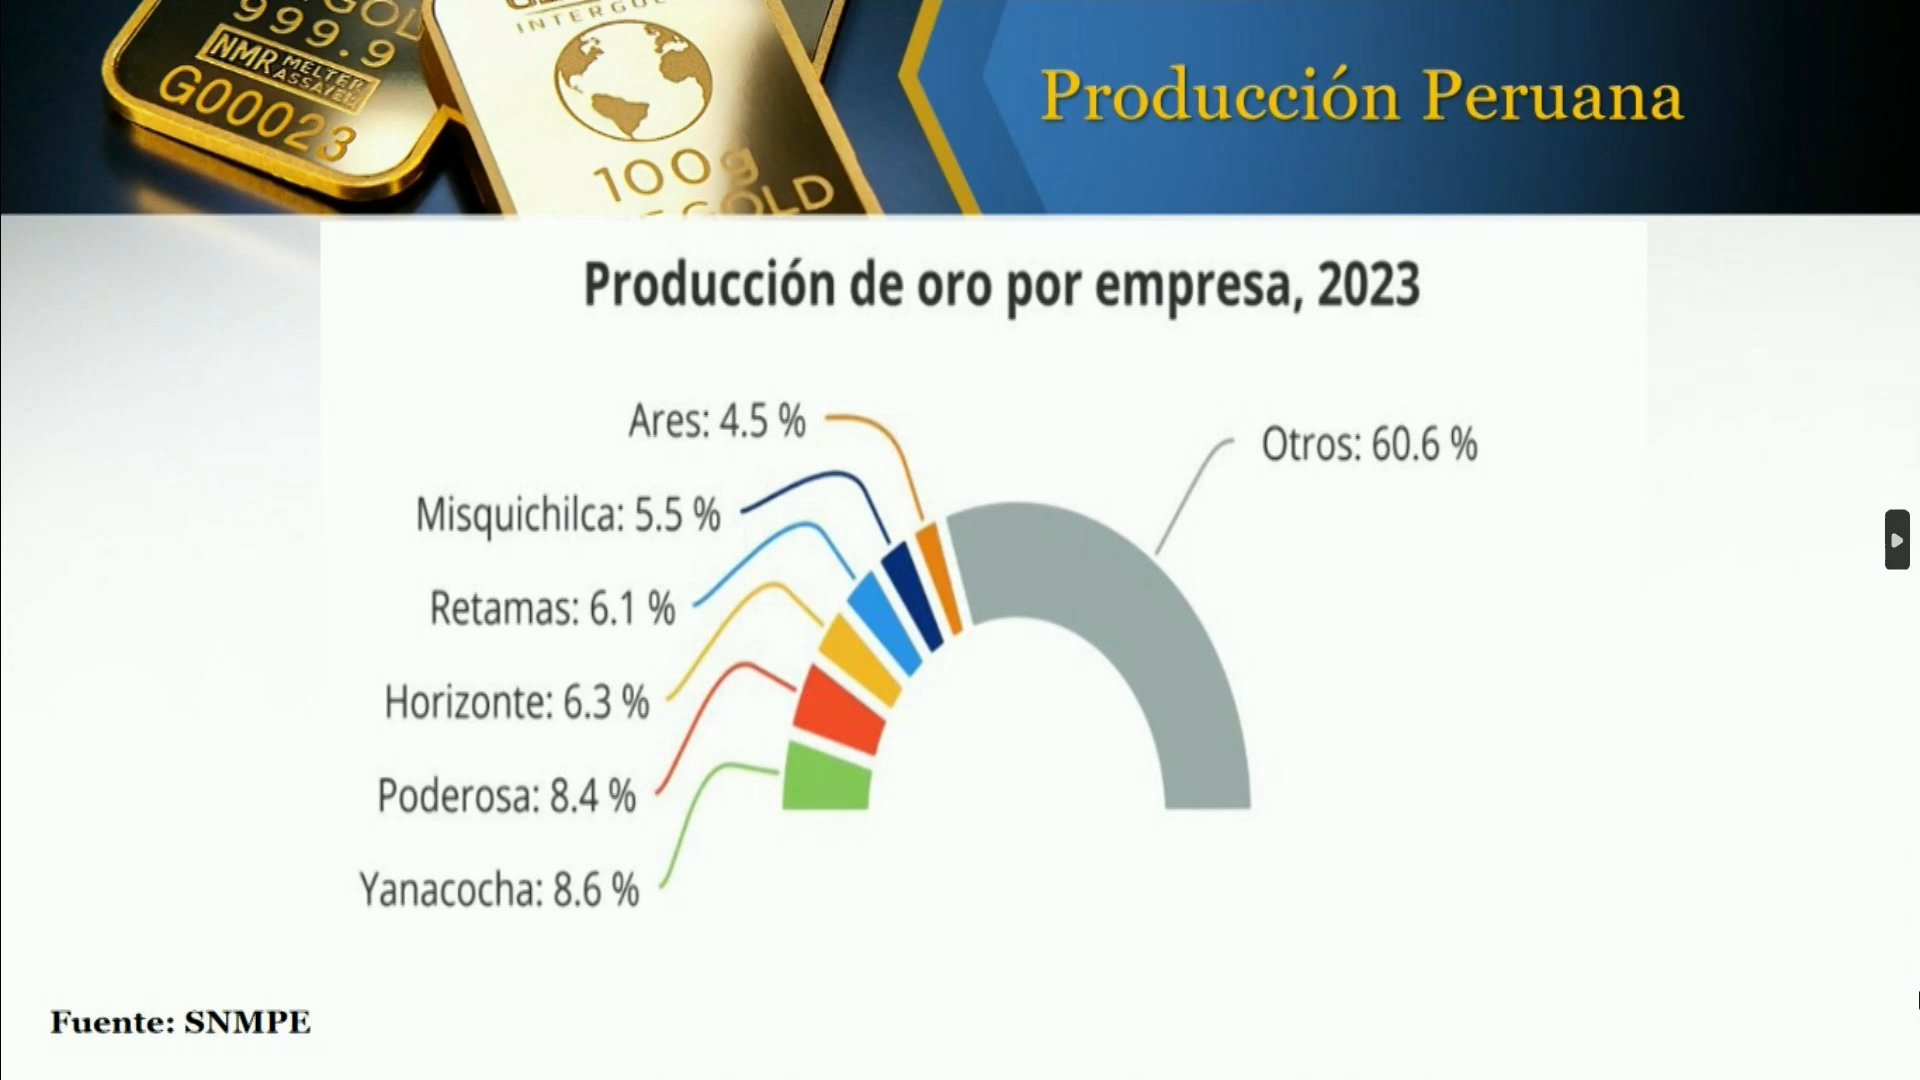 GOL
999.9
NMR MELTER
ASSAYER
G00023
100g
GOLD
Producción Peruana
Producción de oro por empresa, 2023
Ares: 4.5 %
Otros: 60.6 %
Misquichilca: 5.5 %
Retamas: 6.1 %
Horizonte: 6.3 %
Poderosa: 8.4 %
Yanacocha: 8.6 %
Fuente: SNMPE